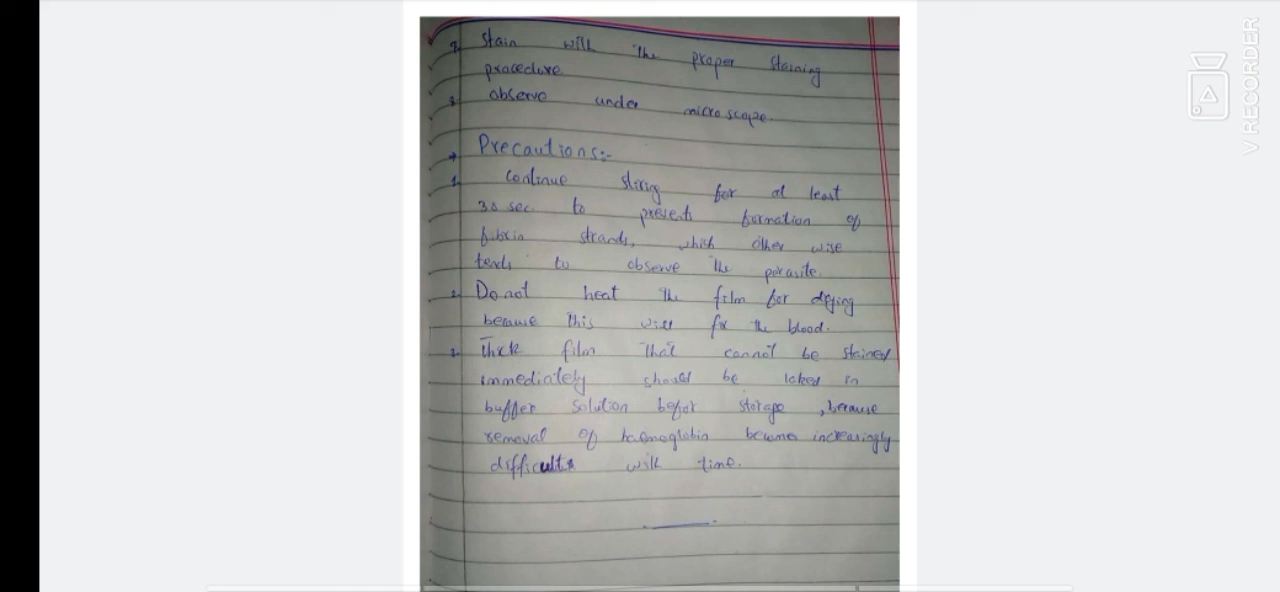 7. Stain with the proper staining
procedure
8. observe under microscope.
→ Precautions:-
1. Continue stiring for at least
30 sec to prevent formation of
fibrin strands, which other wise
tends to observe the parasite.
2. Do not heat the film for drying
because this will fix the blood.
3. Thick film that cannot be stained
immediately should be laked in
buffer solution befor storage, because
removal of haemoglobin becomes increasingly
difficult with time.
V RECORDER